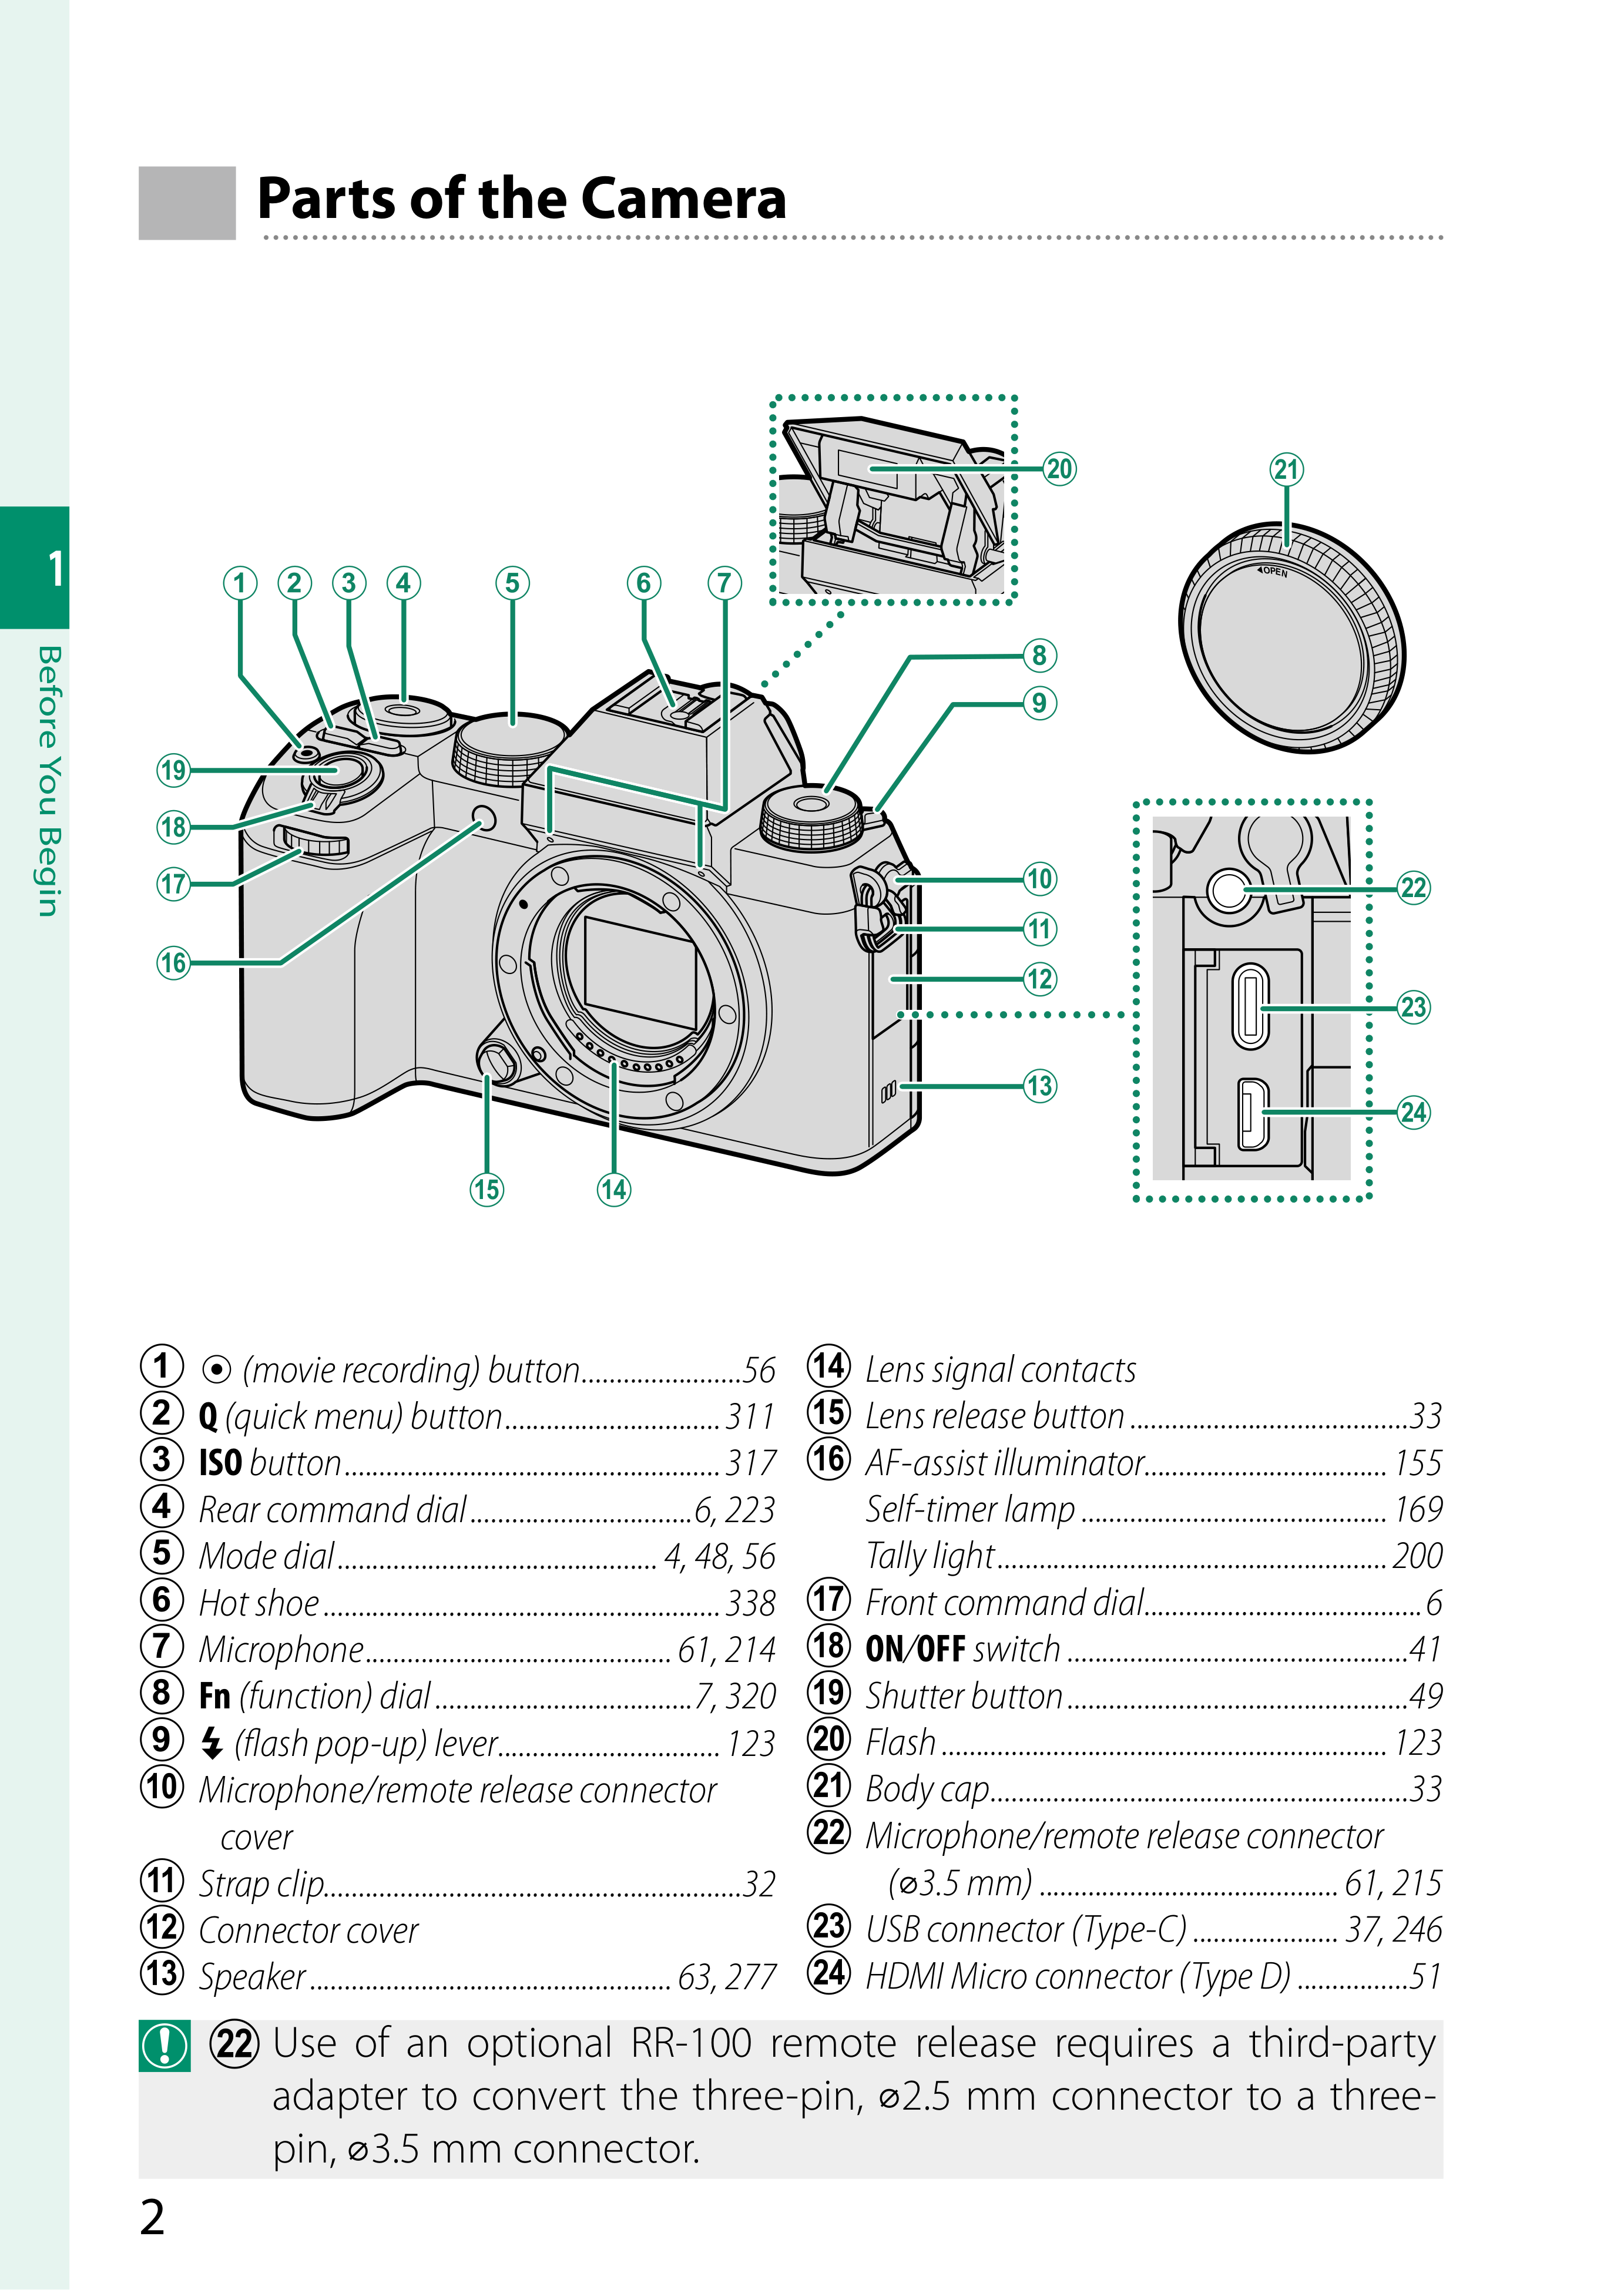 Parts of the Camera
1
Before You Begin
20
21
◀OPEN
1 2 3 4 5 6 7
8
9
19
18
17
16
10
11
12
13
22
23
24
15 14
① ⦿ (movie recording) button.......................56
② Q (quick menu) button............................... 311
③ ISO button...................................................... 317
④ Rear command dial................................6, 223
⑤ Mode dial.............................................. 4, 48, 56
⑥ Hot shoe......................................................... 338
⑦ Microphone............................................ 61, 214
⑧ Fn (function) dial.....................................7, 320
⑨ ⚡ (flash pop-up) lever................................ 123
⑩ Microphone/remote release connector
cover
⑪ Strap clip............................................................32
⑫ Connector cover
⑬ Speaker.................................................... 63, 277
⑭ Lens signal contacts
⑮ Lens release button........................................33
⑯ AF-assist illuminator................................... 155
Self-timer lamp............................................ 169
Tally light........................................................ 200
⑰ Front command dial........................................6
⑱ ON/OFF switch.................................................41
⑲ Shutter button.................................................49
⑳ Flash................................................................ 123
㉑ Body cap............................................................33
㉒ Microphone/remote release connector
(⌀3.5 mm)........................................... 61, 215
㉓ USB connector (Type-C)..................... 37, 246
㉔ HDMI Micro connector (Type D)................51
㉒ Use of an optional RR-100 remote release requires a third-party
adapter to convert the three-pin, ⌀2.5 mm connector to a three-
pin, ⌀3.5 mm connector.
2